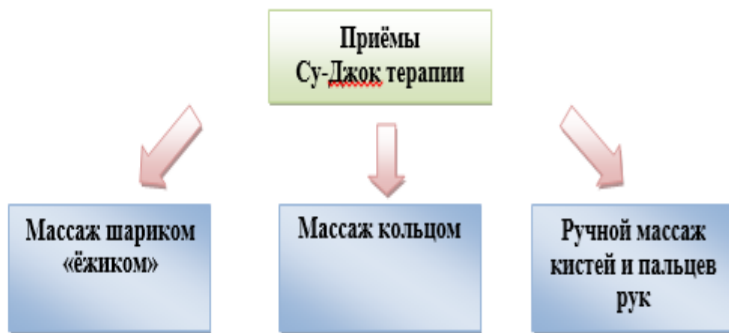 Приёмы
Су-Джок терапии
Массаж шариком
«ёжиком»
Массаж кольцом
Ручной массаж
кистей и пальцев
рук